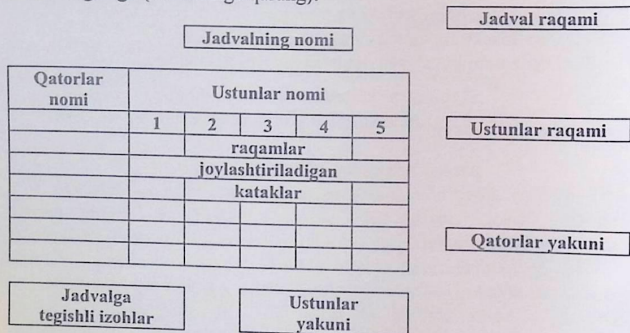 Jadval raqami
Jadvalning nomi
Qatorlar
nomi
Ustunlar nomi
1 2 3 4 5
raqamlar
joylashtiriladigan
kataklar
Ustunlar raqami
Qatorlar yakuni
Jadvalga
tegishli izohlar
Ustunlar
yakuni